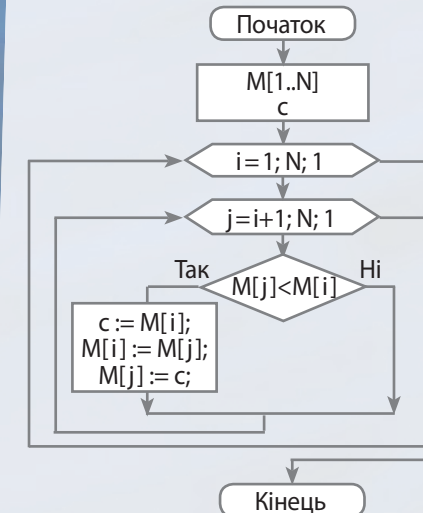 Початок
M[1..N]
c
i=1; N; 1
j=i+1; N; 1
Так
Ні
M[j]<M[i]
c := M[i];
M[i] := M[j];
M[j] := c;
Кінець